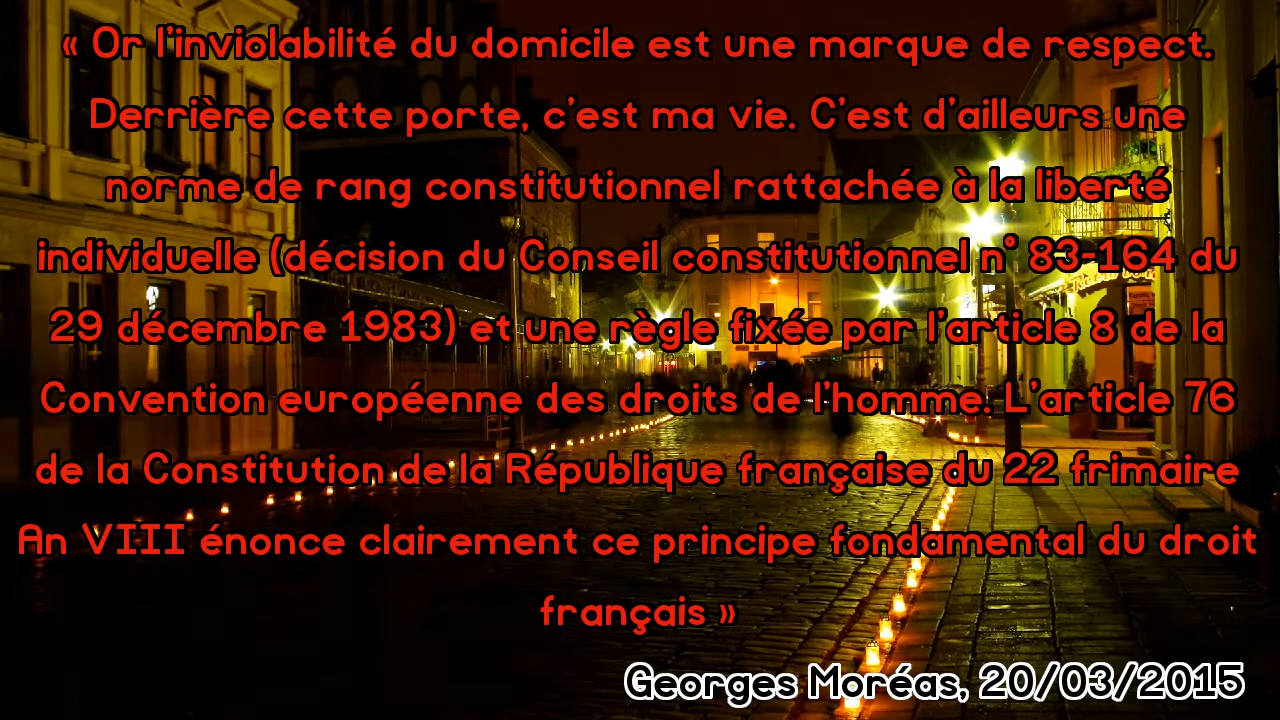 « Or l'inviolabilité du domicile est une marque de respect.
Derrière cette porte, c'est ma vie. C'est d'ailleurs une
norme de rang constitutionnel rattachée à la liberté
individuelle (décision du Conseil constitutionnel n° 83-164 du
29 décembre 1983) et une règle fixée par l'article 8 de la
Convention européenne des droits de l'homme. L'article 76
de la Constitution de la République française du 22 frimaire
An VIII énonce clairement ce principe fondamental du droit
français »
Georges Moréas, 20/03/2015